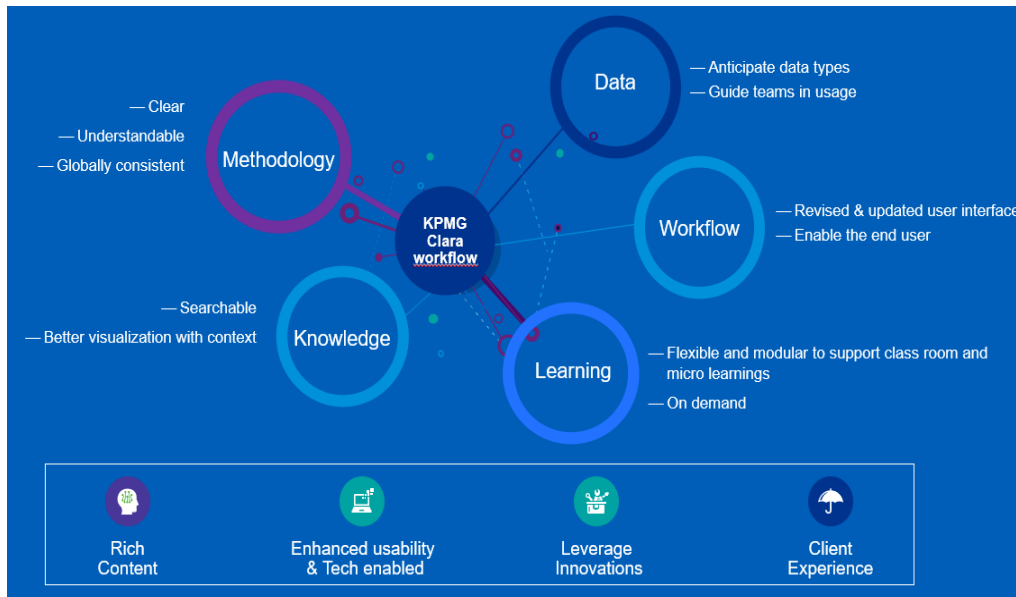 Data
— Anticipate data types
— Guide teams in usage
— Clear
— Understandable
— Globally consistent
Methodology
KPMG
Clara
workflow
Workflow
— Revised & updated user interface
— Enable the end user
— Searchable
— Better visualization with context
Knowledge
Learning
— Flexible and modular to support class room and
micro learnings
— On demand
Rich
Content
Enhanced usability
& Tech enabled
Leverage
Innovations
Client
Experience